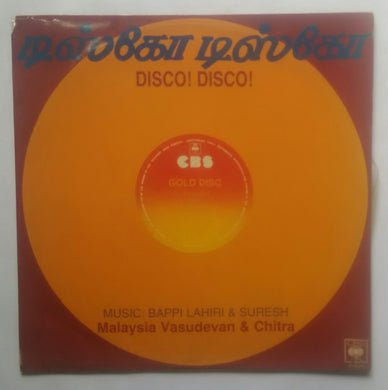 டிஸ்கோ டிஸ்கோ
DISCO! DISCO!
CBS
GOLD DISC
MUSIC: BAPPI LAHIRI & SURESH
Malaysia Vasudevan & Chitra